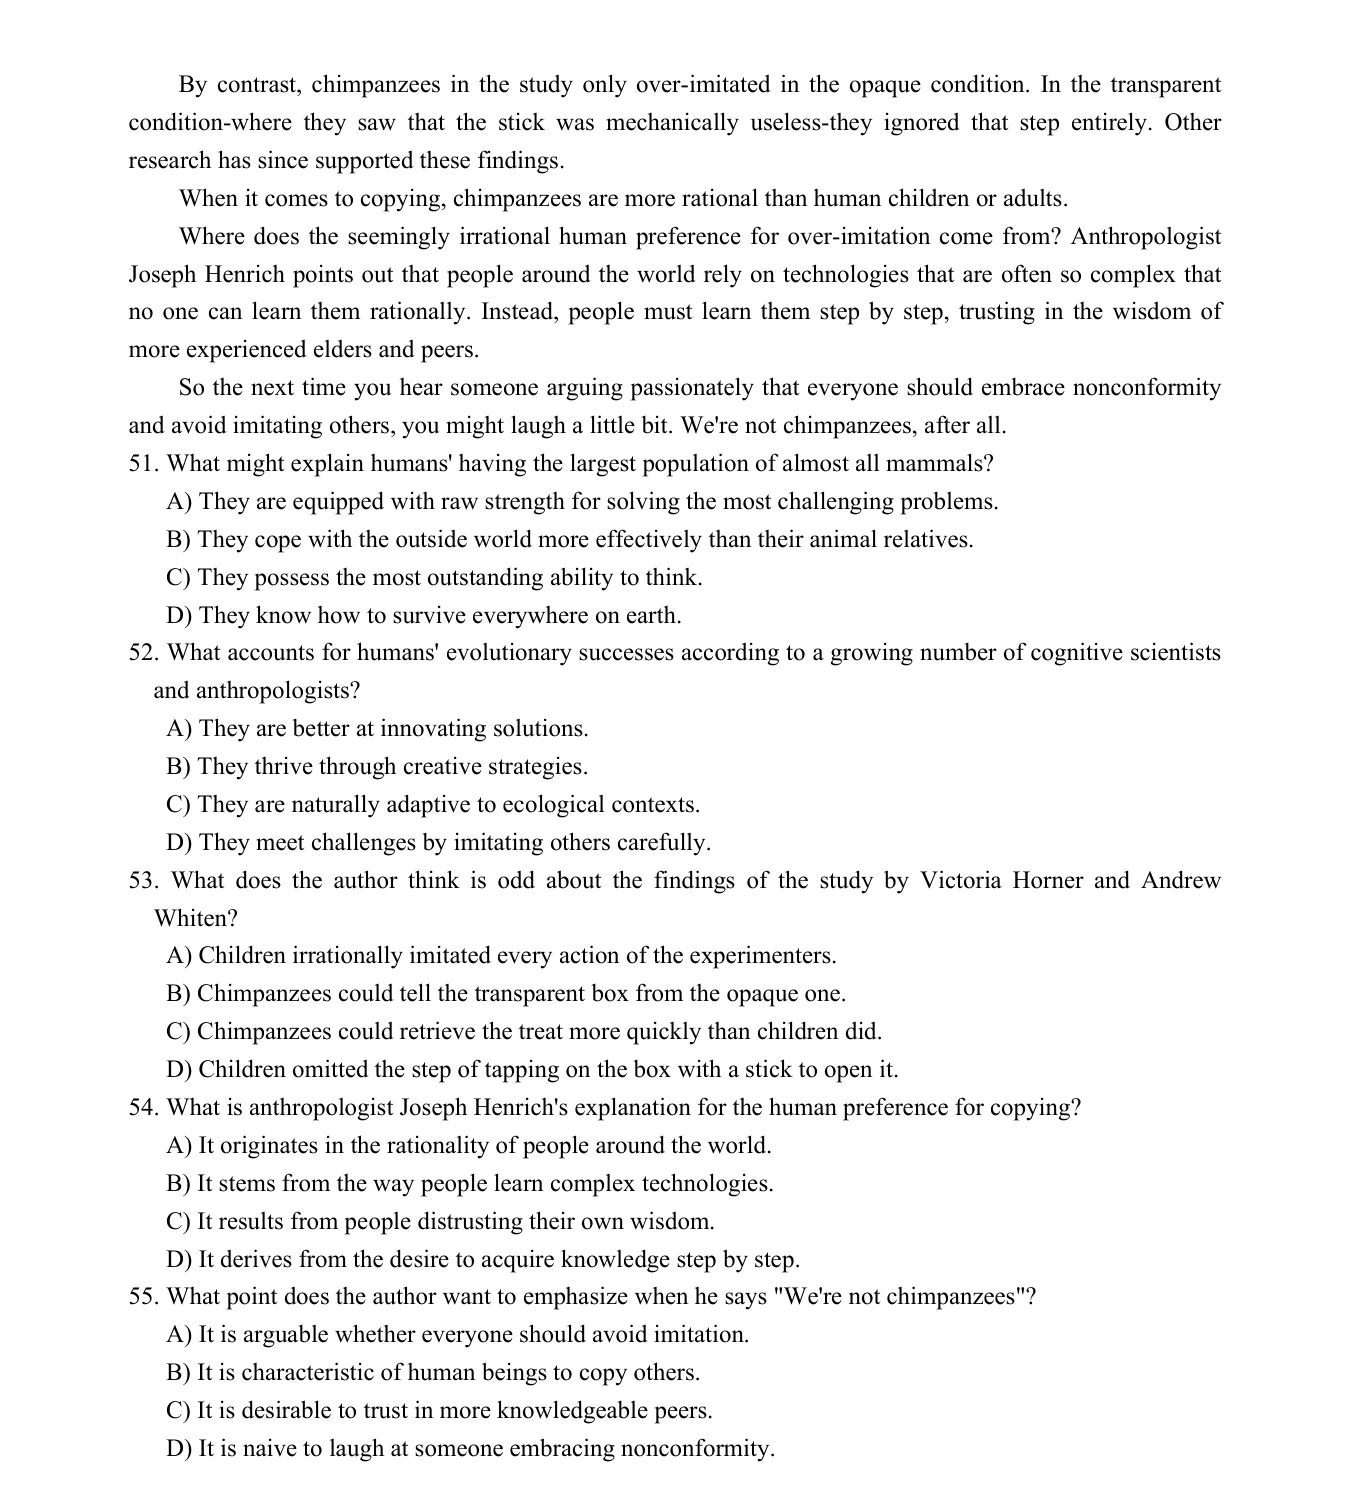 By contrast, chimpanzees in the study only over-imitated in the opaque condition. In the transparent
condition-where they saw that the stick was mechanically useless-they ignored that step entirely. Other
research has since supported these findings.
When it comes to copying, chimpanzees are more rational than human children or adults.
Where does the seemingly irrational human preference for over-imitation come from? Anthropologist
Joseph Henrich points out that people around the world rely on technologies that are often so complex that
no one can learn them rationally. Instead, people must learn them step by step, trusting in the wisdom of
more experienced elders and peers.
So the next time you hear someone arguing passionately that everyone should embrace nonconformity
and avoid imitating others, you might laugh a little bit. We're not chimpanzees, after all.
51. What might explain humans' having the largest population of almost all mammals?
A) They are equipped with raw strength for solving the most challenging problems.
B) They cope with the outside world more effectively than their animal relatives.
C) They possess the most outstanding ability to think.
D) They know how to survive everywhere on earth.
52. What accounts for humans' evolutionary successes according to a growing number of cognitive scientists
and anthropologists?
A) They are better at innovating solutions.
B) They thrive through creative strategies.
C) They are naturally adaptive to ecological contexts.
D) They meet challenges by imitating others carefully.
53. What does the author think is odd about the findings of the study by Victoria Horner and Andrew
Whiten?
A) Children irrationally imitated every action of the experimenters.
B) Chimpanzees could tell the transparent box from the opaque one.
C) Chimpanzees could retrieve the treat more quickly than children did.
D) Children omitted the step of tapping on the box with a stick to open it.
54. What is anthropologist Joseph Henrich's explanation for the human preference for copying?
A) It originates in the rationality of people around the world.
B) It stems from the way people learn complex technologies.
C) It results from people distrusting their own wisdom.
D) It derives from the desire to acquire knowledge step by step.
55. What point does the author want to emphasize when he says "We're not chimpanzees"?
A) It is arguable whether everyone should avoid imitation.
B) It is characteristic of human beings to copy others.
C) It is desirable to trust in more knowledgeable peers.
D) It is naive to laugh at someone embracing nonconformity.